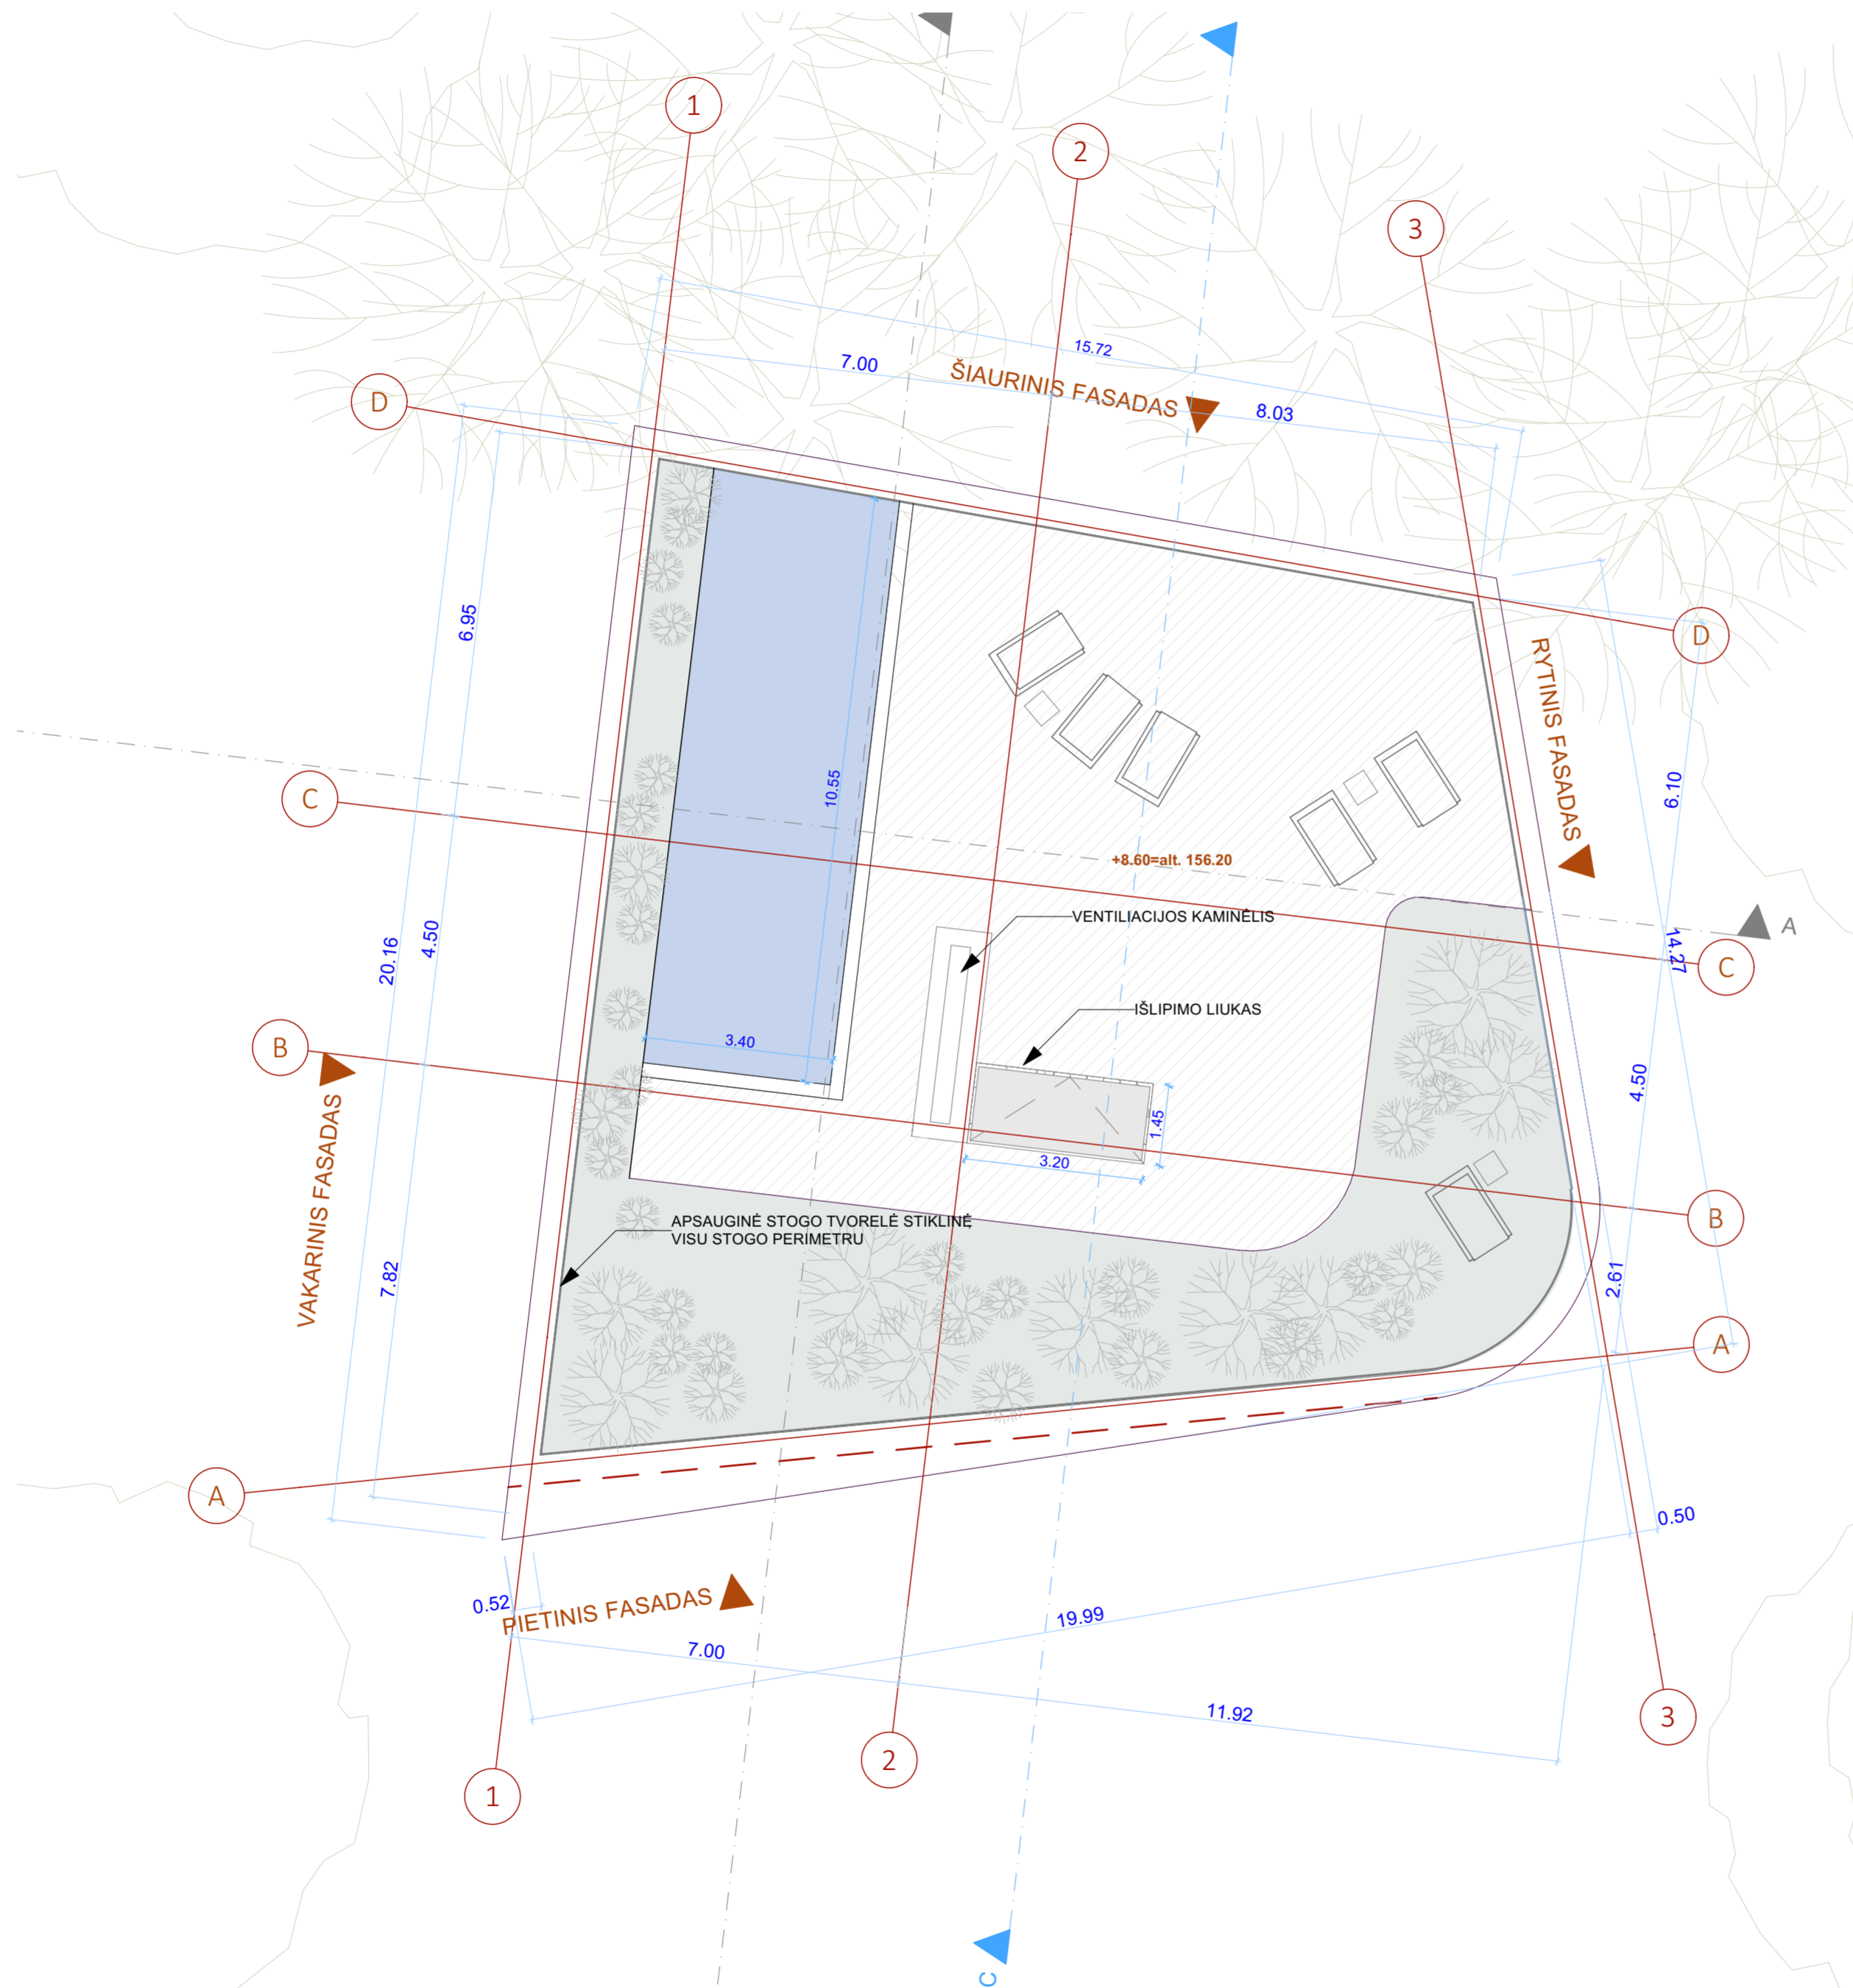 1
2
3
15.72
7.00
ŠIAURINIS FASADAS
8.03
D
D
6.95
RYTINIS FASADAS
6.10
10.55
C
+8.60=alt. 156.20
VENTILIACIJOS KAMINĖLIS
A
20.16
4.50
14.27
C
IŠLIPIMO LIUKAS
B
3.40
4.50
1.45
3.20
VAKARINIS FASADAS
B
APSAUGINĖ STOGO TVORELĖ STIKLINĖ
VISU STOGO PERIMETRU
7.82
2.61
A
A
0.50
0.52
PIETINIS FASADAS
19.99
7.00
11.92
3
2
1
C